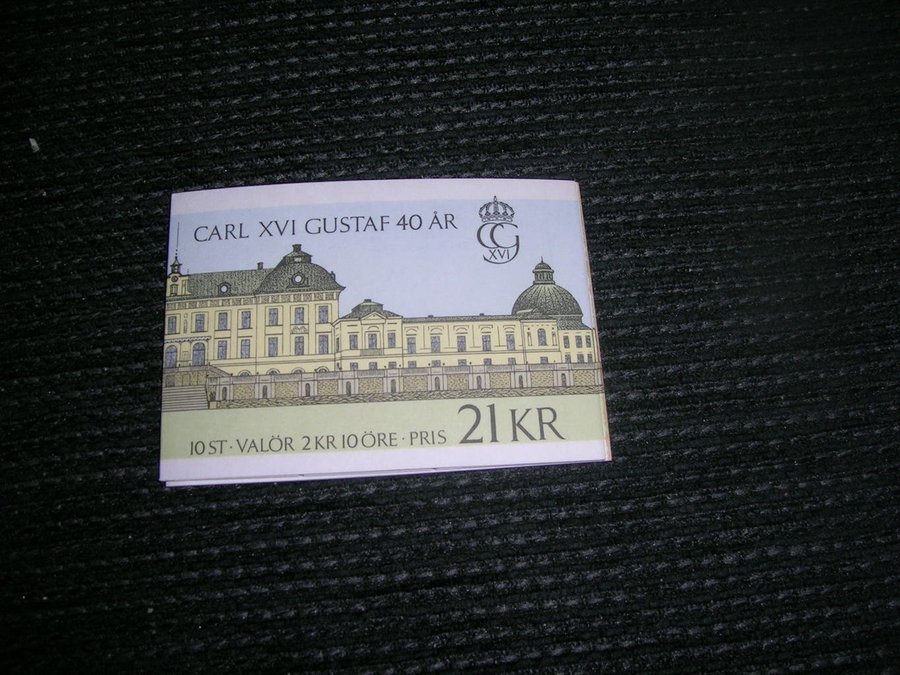 CARL XVI GUSTAF 40 ÅR
CG
XVI
10 ST · VALÖR 2 KR 10 ÖRE · PRIS 21 KR